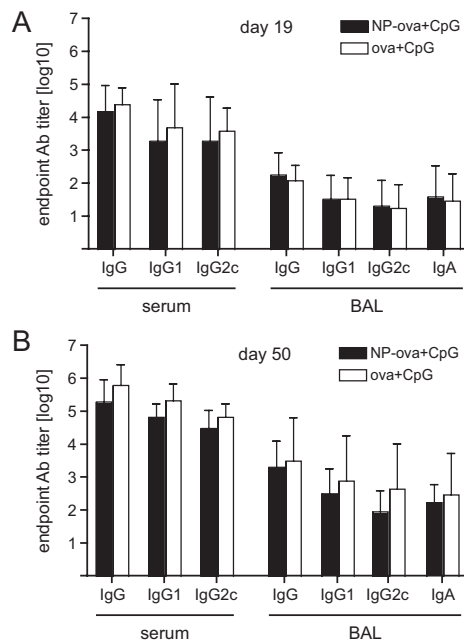 A
day 19
NP-ova+CpG
ova+CpG
endpoint Ab titer [log10]
7
6
5
4
3
2
1
IgG IgG1 IgG2c IgG IgG1 IgG2c IgA
serum BAL
B
day 50
NP-ova+CpG
ova+CpG
endpoint Ab titer [log10]
7
6
5
4
3
2
1
IgG IgG1 IgG2c IgG IgG1 IgG2c IgA
serum BAL